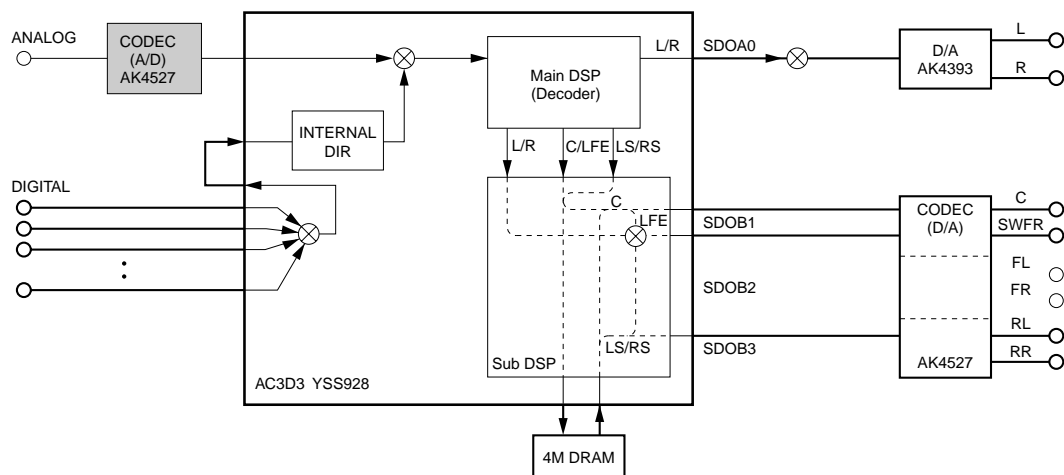 ANALOG
CODEC
(A/D)
AK4527
L/R
SDOA0
D/A
AK4393
L
R
Main DSP
(Decoder)
INTERNAL
DIR
L/R
C/LFE
LS/RS
DIGITAL
:
C
LFE
SDOB1
SDOB2
SDOB3
LS/RS
Sub DSP
CODEC
(D/A)
AK4527
C
SWFR
FL
FR
RL
RR
AC3D3 YSS928
4M DRAM